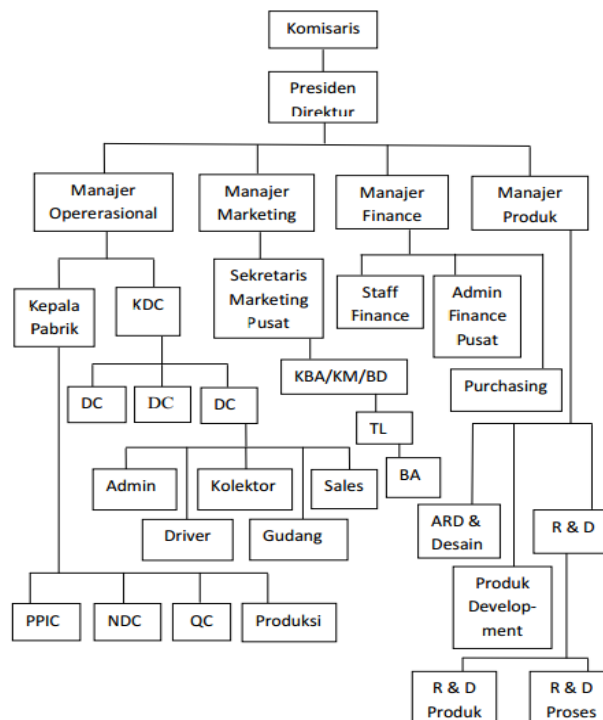 Komisaris
Presiden
Direktur
Manajer
Opererasional
Manajer
Marketing
Manajer
Finance
Manajer
Produk
Kepala
Pabrik
KDC
Sekretaris
Marketing
Pusat
Staff
Finance
Admin
Finance
Pusat
Purchasing
DC
DC
DC
KBA/KM/BD
TL
BA
Admin
Kolektor
Sales
Driver
Gudang
ARD &
Desain
R & D
Produk
Develop-
ment
PPIC
NDC
QC
Produksi
R & D
Produk
R & D
Proses